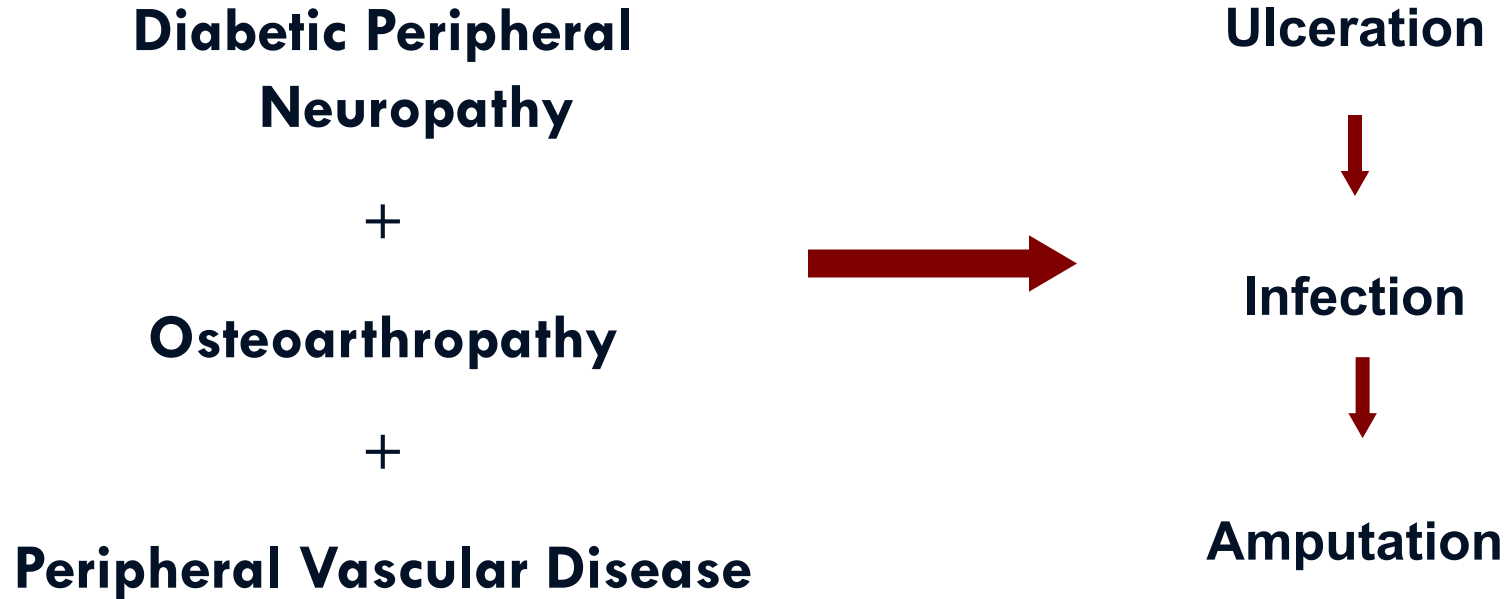 Diabetic Peripheral
Neuropathy
+
Osteoarthropathy
+
Peripheral Vascular Disease
Ulceration
Infection
Amputation